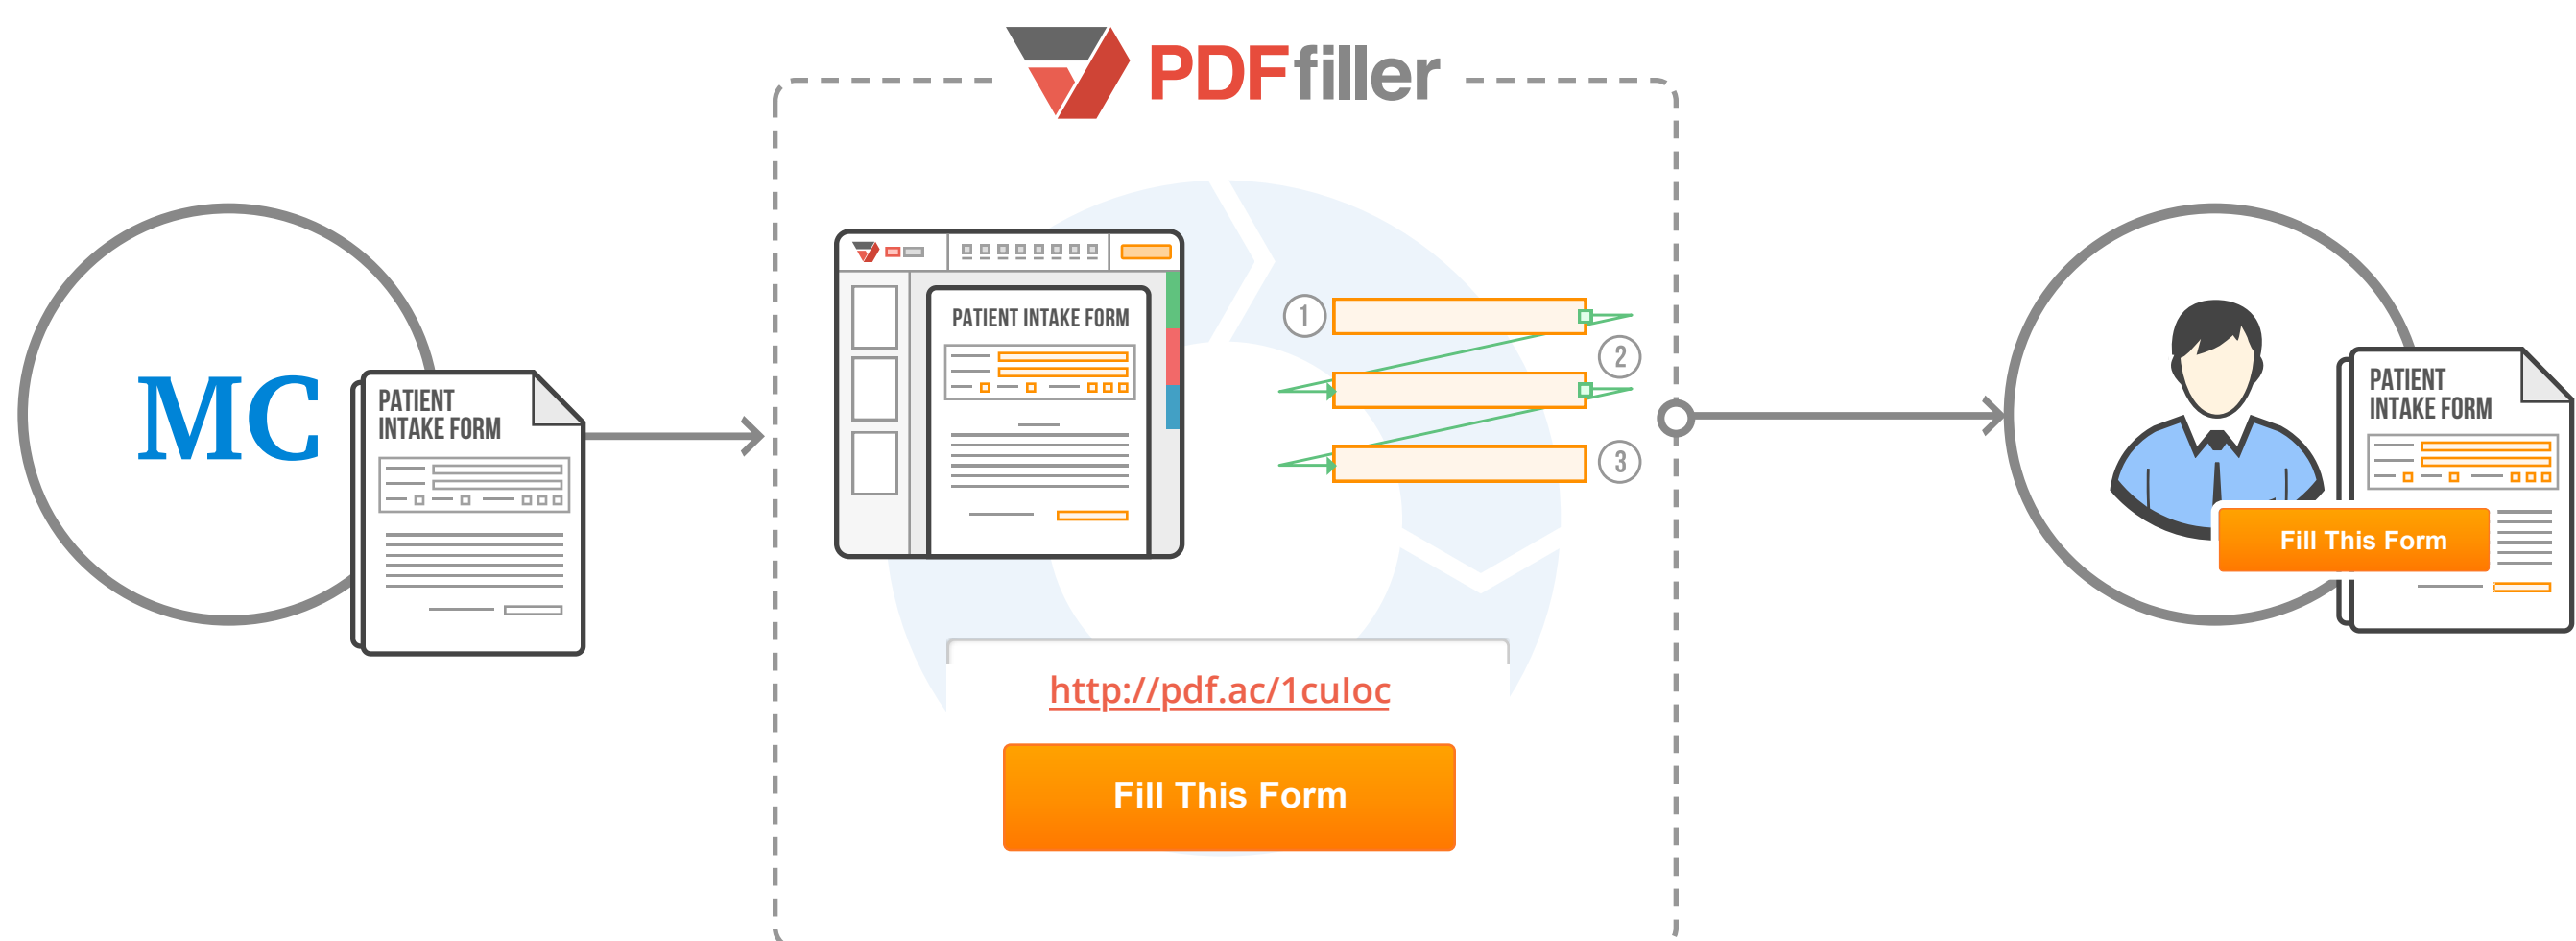 PDFfiller
MC
PATIENT
INTAKE FORM
PATIENT INTAKE FORM
1
2
3
http://pdf.ac/1culoc
Fill This Form
PATIENT
INTAKE FORM
Fill This Form